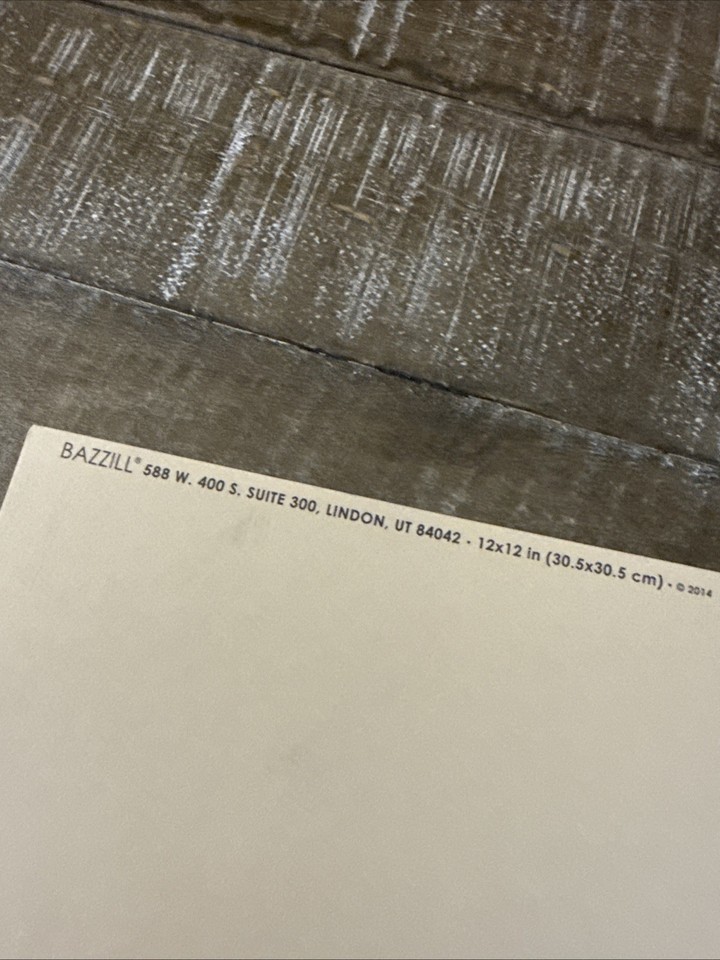 BAZZILL® 588 W. 400 S. SUITE 300, LINDON, UT 84042 • 12x12 in (30.5x30.5 cm) • © 2014